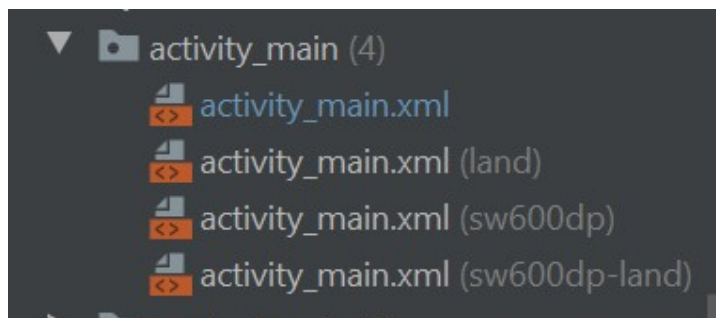 activity_main (4)
activity_main.xml
activity_main.xml (land)
activity_main.xml (sw600dp)
activity_main.xml (sw600dp-land)